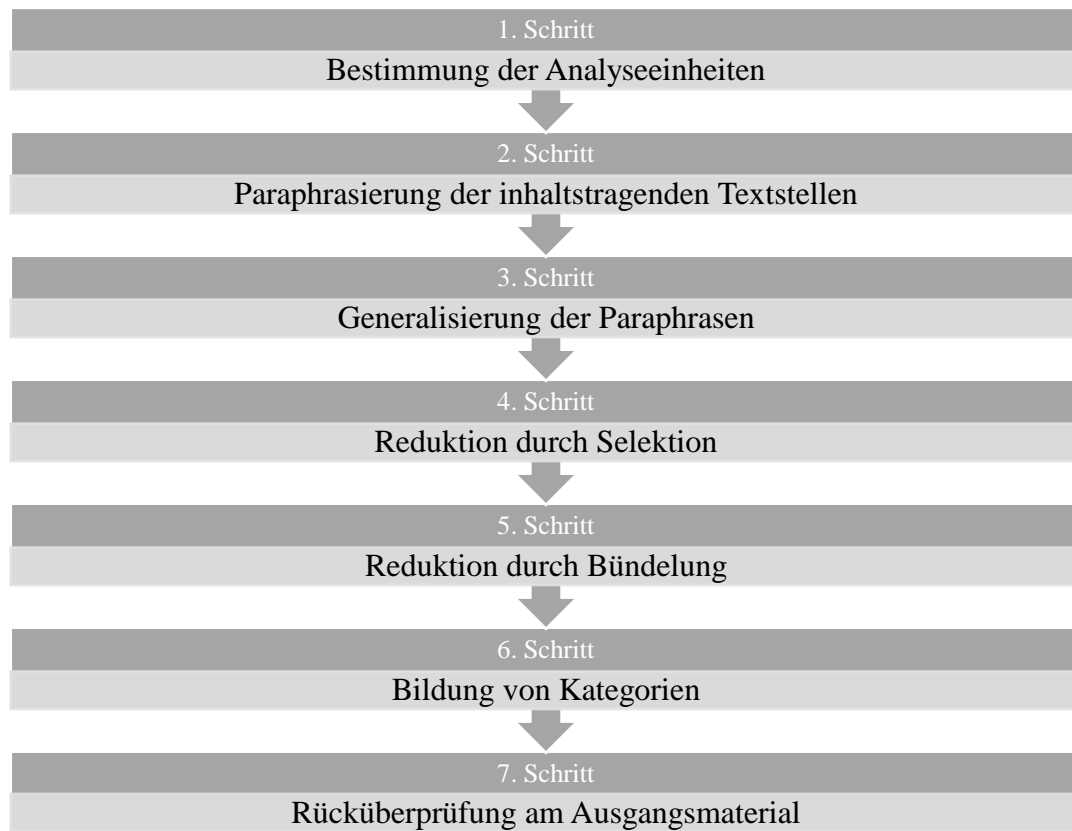 1. Schritt
Bestimmung der Analyseeinheiten
2. Schritt
Paraphrasierung der inhaltstragenden Textstellen
3. Schritt
Generalisierung der Paraphrasen
4. Schritt
Reduktion durch Selektion
5. Schritt
Reduktion durch Bündelung
6. Schritt
Bildung von Kategorien
7. Schritt
Rücküberprüfung am Ausgangsmaterial